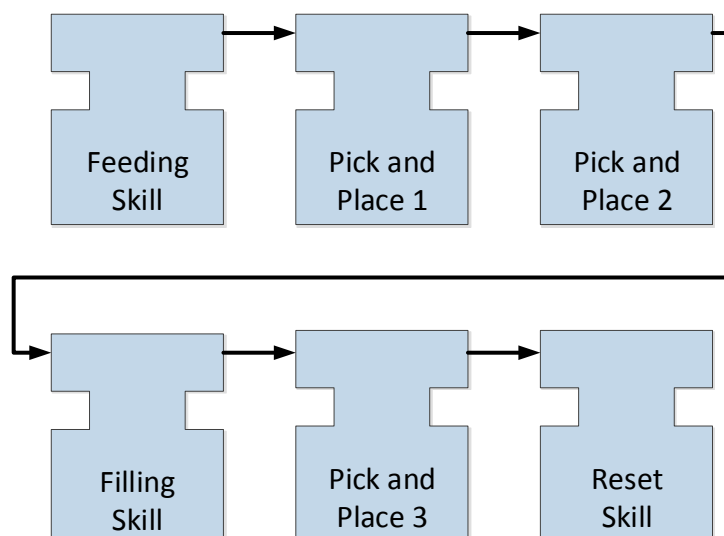 Feeding
Skill
Pick and
Place 1
Pick and
Place 2
Filling
Skill
Pick and
Place 3
Reset
Skill